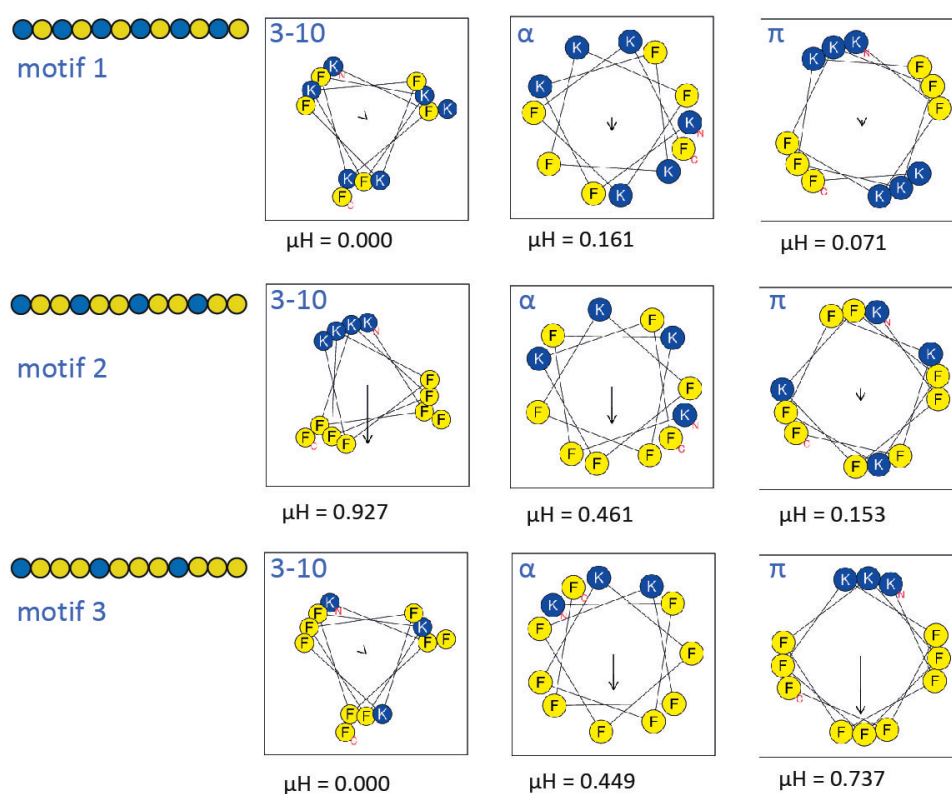 3-10 α π
motif 1
K F K F K F K F K F K F N C
K F K F K F K F K F K F N C
K F K F K F K F K F K F N C
μH = 0.000 μH = 0.161 μH = 0.071
3-10 α π
motif 2
K F F K F F K F F K F F N C
K F F K F F K F F K F F N C
K F F K F F K F F K F F N C
μH = 0.927 μH = 0.461 μH = 0.153
3-10 α π
motif 3
K F F F K F F F K F F F N C
K F F F K F F F K F F F N C
K F F F K F F F K F F F N C
μH = 0.000 μH = 0.449 μH = 0.737